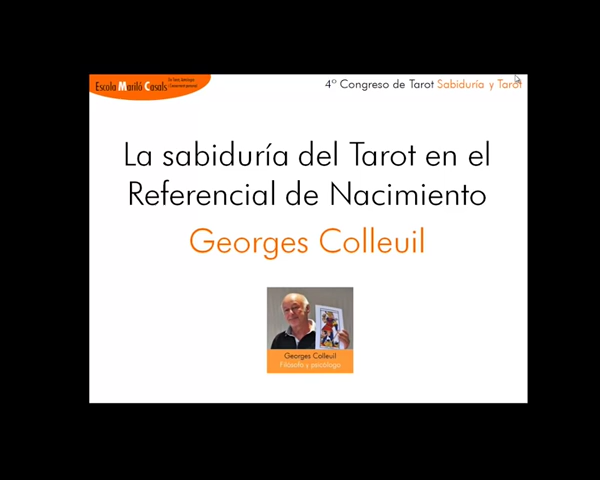 Escola Mariló Casals
4º Congreso de Tarot Sabiduría y Tarot
La sabiduría del Tarot en el
Referencial de Nacimiento
Georges Colleuil
Georges Colleuil
Filósofo y psicólogo